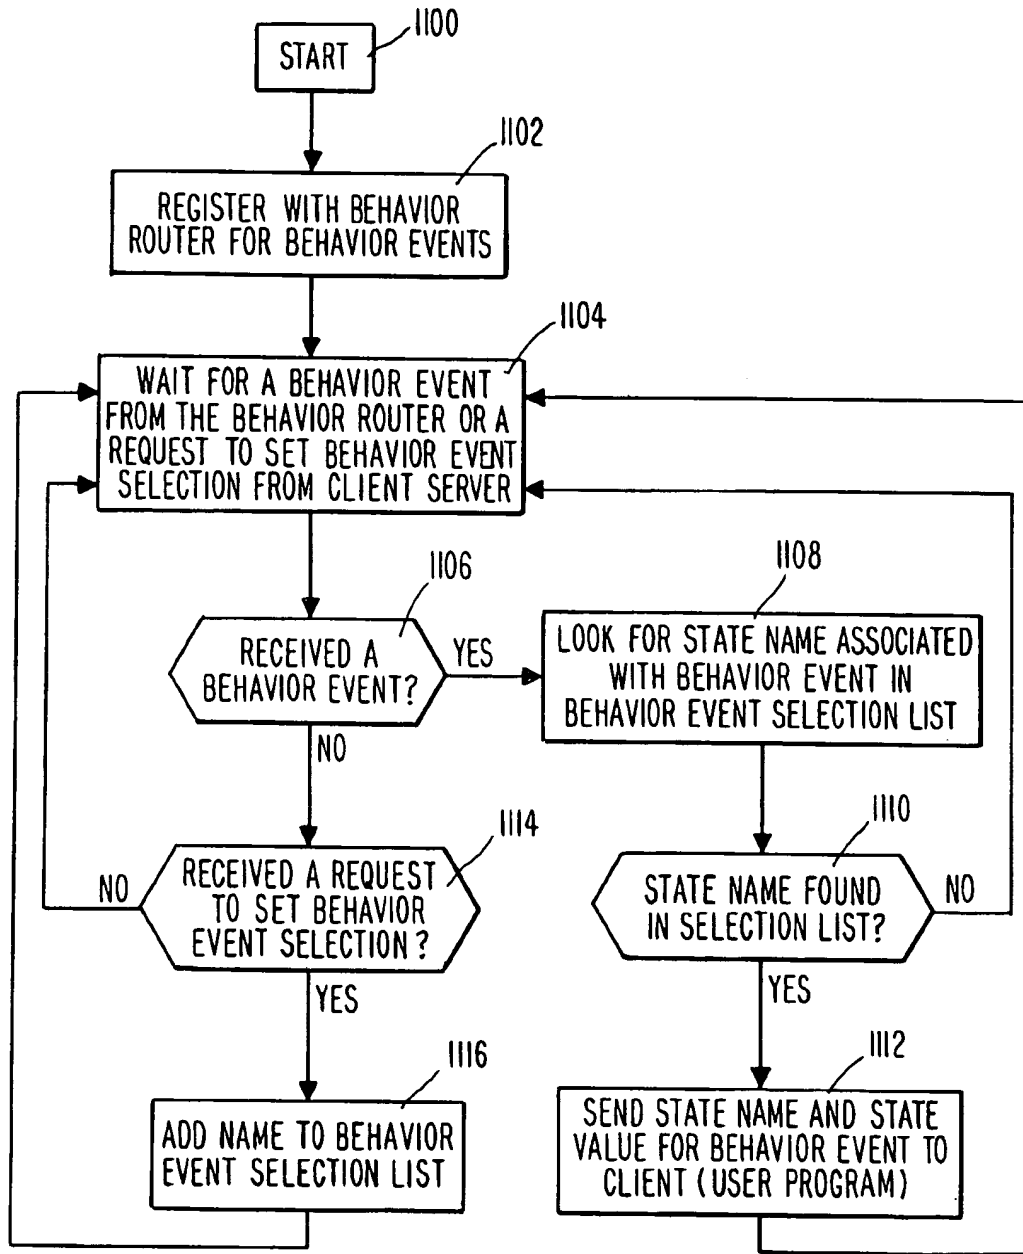 1100
START
1102
REGISTER WITH BEHAVIOR
ROUTER FOR BEHAVIOR EVENTS
1104
WAIT FOR A BEHAVIOR EVENT
FROM THE BEHAVIOR ROUTER OR A
REQUEST TO SET BEHAVIOR EVENT
SELECTION FROM CLIENT SERVER
1106
RECEIVED A
BEHAVIOR EVENT?
YES
NO
1108
LOOK FOR STATE NAME ASSOCIATED
WITH BEHAVIOR EVENT IN
BEHAVIOR EVENT SELECTION LIST
1110
STATE NAME FOUND
IN SELECTION LIST?
NO
YES
1112
SEND STATE NAME AND STATE
VALUE FOR BEHAVIOR EVENT TO
CLIENT (USER PROGRAM)
1114
RECEIVED A REQUEST
TO SET BEHAVIOR
EVENT SELECTION?
NO
YES
1116
ADD NAME TO BEHAVIOR
EVENT SELECTION LIST